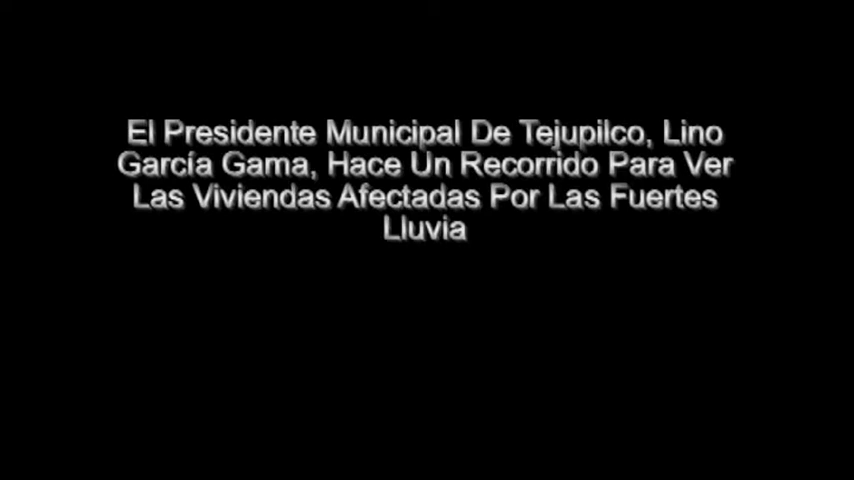 El Presidente Municipal De Tejupilco, Lino
García Gama, Hace Un Recorrido Para Ver
Las Viviendas Afectadas Por Las Fuertes
Lluvia